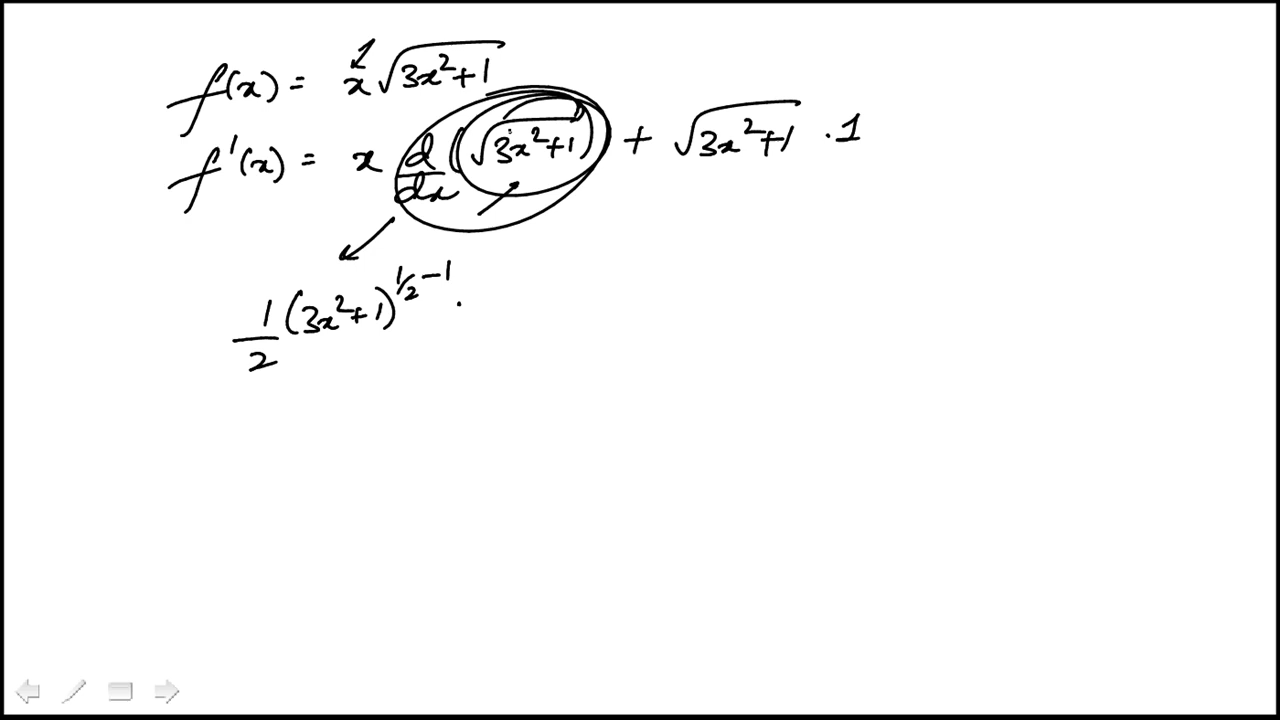 f(x) = x √(3x²+1)
f'(x) = x d/dx (√(3x²+1)) + √(3x²+1) . 1
1/2 (3x²+1)^(1/2 - 1) .